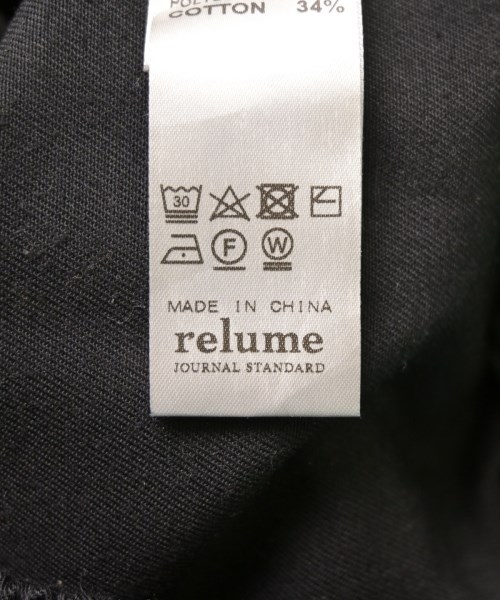 COTTON 34%
30
F W
MADE IN CHINA
relume
JOURNAL STANDARD